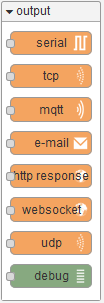 output
serial
tcp
mqtt
e-mail
http response
websocket
udp
debug